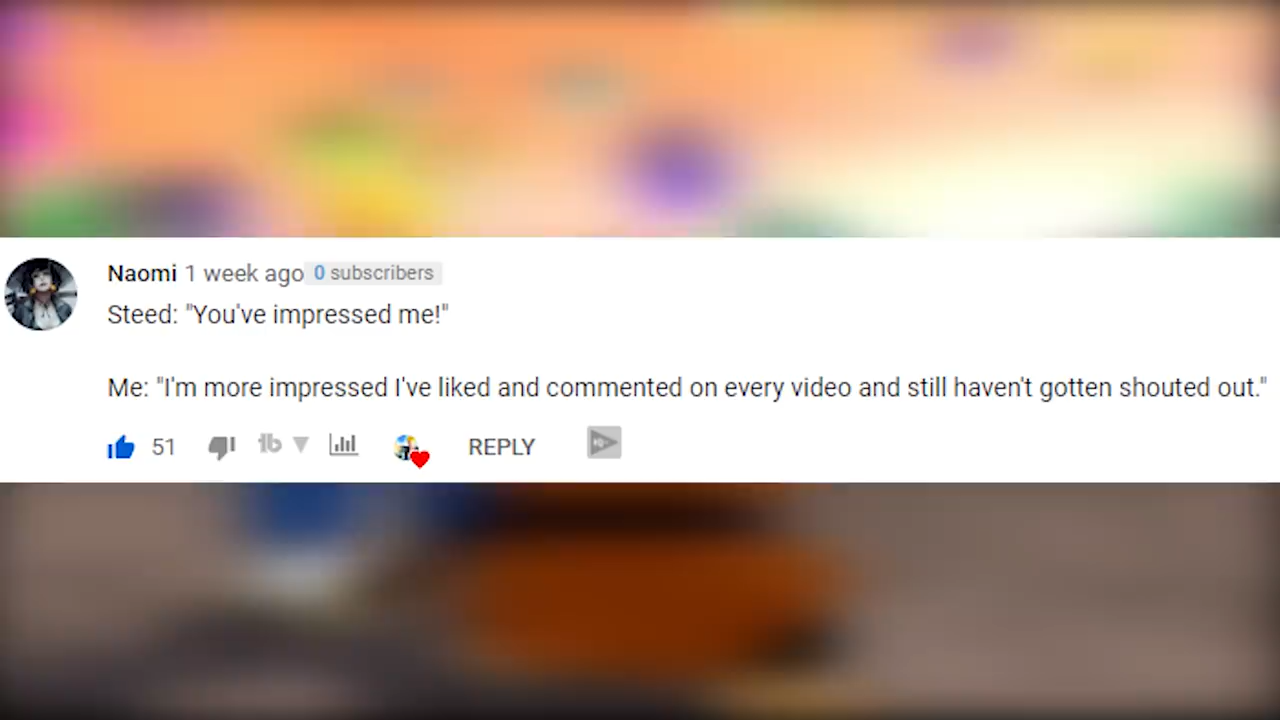 Naomi 1 week ago 0 subscribers
Steed: "You've impressed me!"
Me: "I'm more impressed I've liked and commented on every video and still haven't gotten shouted out."
51 REPLY